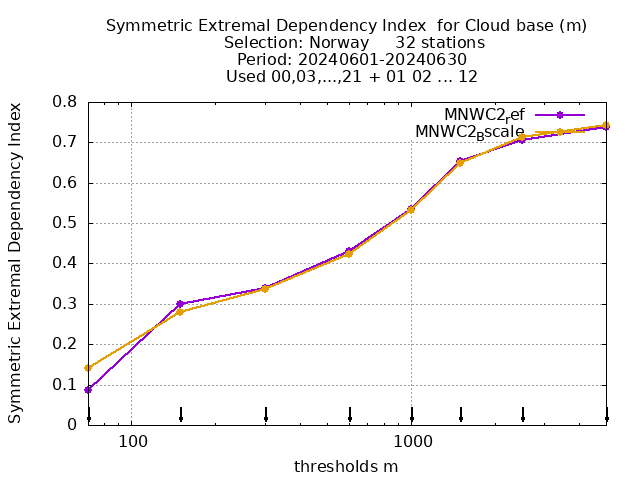 Symmetric Extremal Dependency Index  for Cloud base (m)
Selection: Norway     32 stations
Period: 20240601-20240630
Used 00,03,...,21 + 01 02 ... 12
Symmetric Extremal Dependency Index
0.8
0.7
0.6
0.5
0.4
0.3
0.2
0.1
0
MNWC2ref
MNWC2Bscale
100
1000
thresholds m